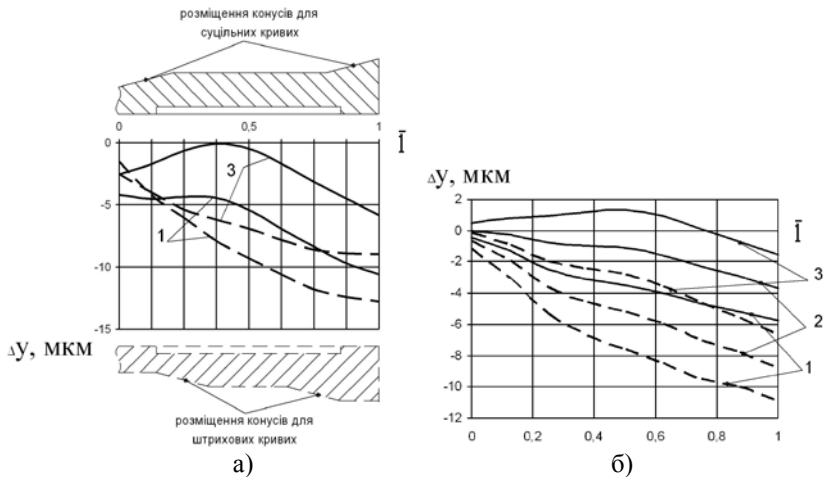 розміщення конусів для
суцільних кривих
0
0,5
1
l̄
0
-5
-10
-15
3
1
Δу, мкм
розміщення конусів для
штрихових кривих
а)
Δу, мкм
2
0
-2
-4
-6
-8
-10
-12
l̄
3
2
1
0
0,2
0,4
0,6
0,8
1
б)